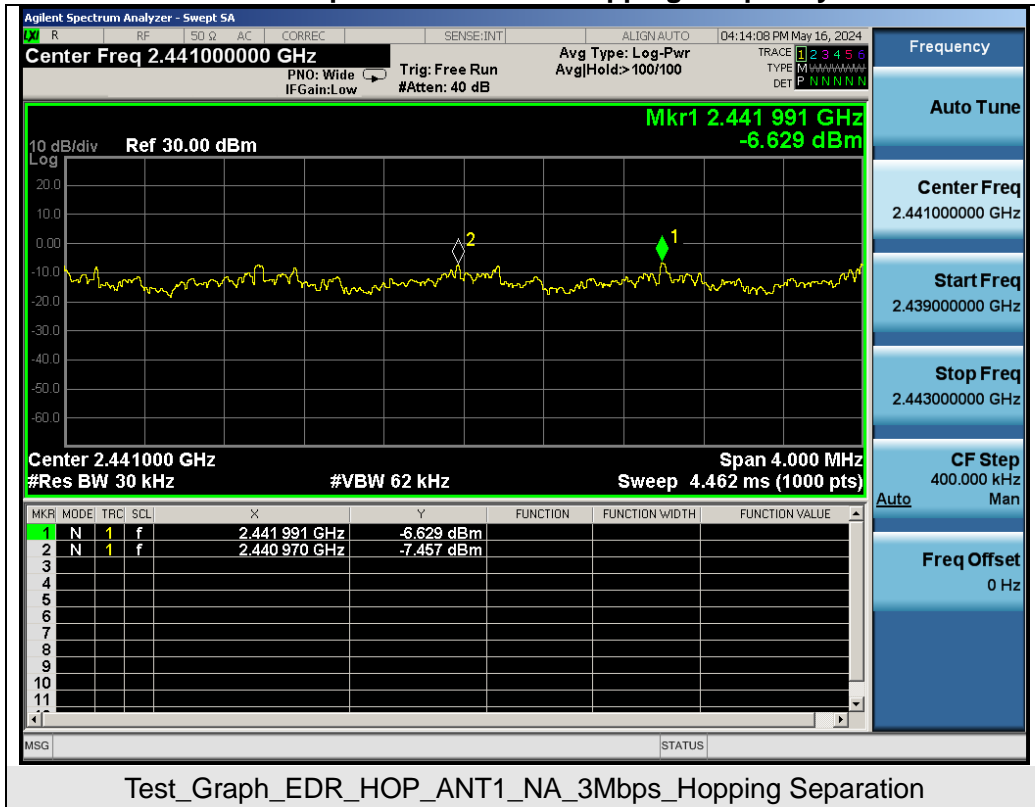 Agilent Spectrum Analyzer - Swept SA
LXI R RF 50 Ω AC CORREC SENSE:INT ALIGN AUTO 04:14:08 PM May 16, 2024
Center Freq 2.441000000 GHz
PNO: Wide
IFGain:Low
Trig: Free Run
#Atten: 40 dB
Avg Type: Log-Pwr
Avg|Hold:> 100/100
TRACE 1 2 3 4 5 6
TYPE M W W W W W
DET P N N N N N
Mkr1 2.441 991 GHz
-6.629 dBm
10 dB/div Ref 30.00 dBm
Log
20.0
10.0
0.00
-10.0
-20.0
-30.0
-40.0
-50.0
-60.0
2
1
Center 2.441000 GHz Span 4.000 MHz
#Res BW 30 kHz #VBW 62 kHz Sweep 4.462 ms (1000 pts)
MKR MODE TRC SCL X Y FUNCTION FUNCTION WIDTH FUNCTION VALUE
1 N 1 f 2.441 991 GHz -6.629 dBm
2 N 1 f 2.440 970 GHz -7.457 dBm
3
4
5
6
7
8
9
10
11
MSG STATUS
Frequency
Auto Tune
Center Freq
2.441000000 GHz
Start Freq
2.439000000 GHz
Stop Freq
2.443000000 GHz
CF Step
400.000 kHz
Auto Man
Freq Offset
0 Hz
Test_Graph_EDR_HOP_ANT1_NA_3Mbps_Hopping Separation